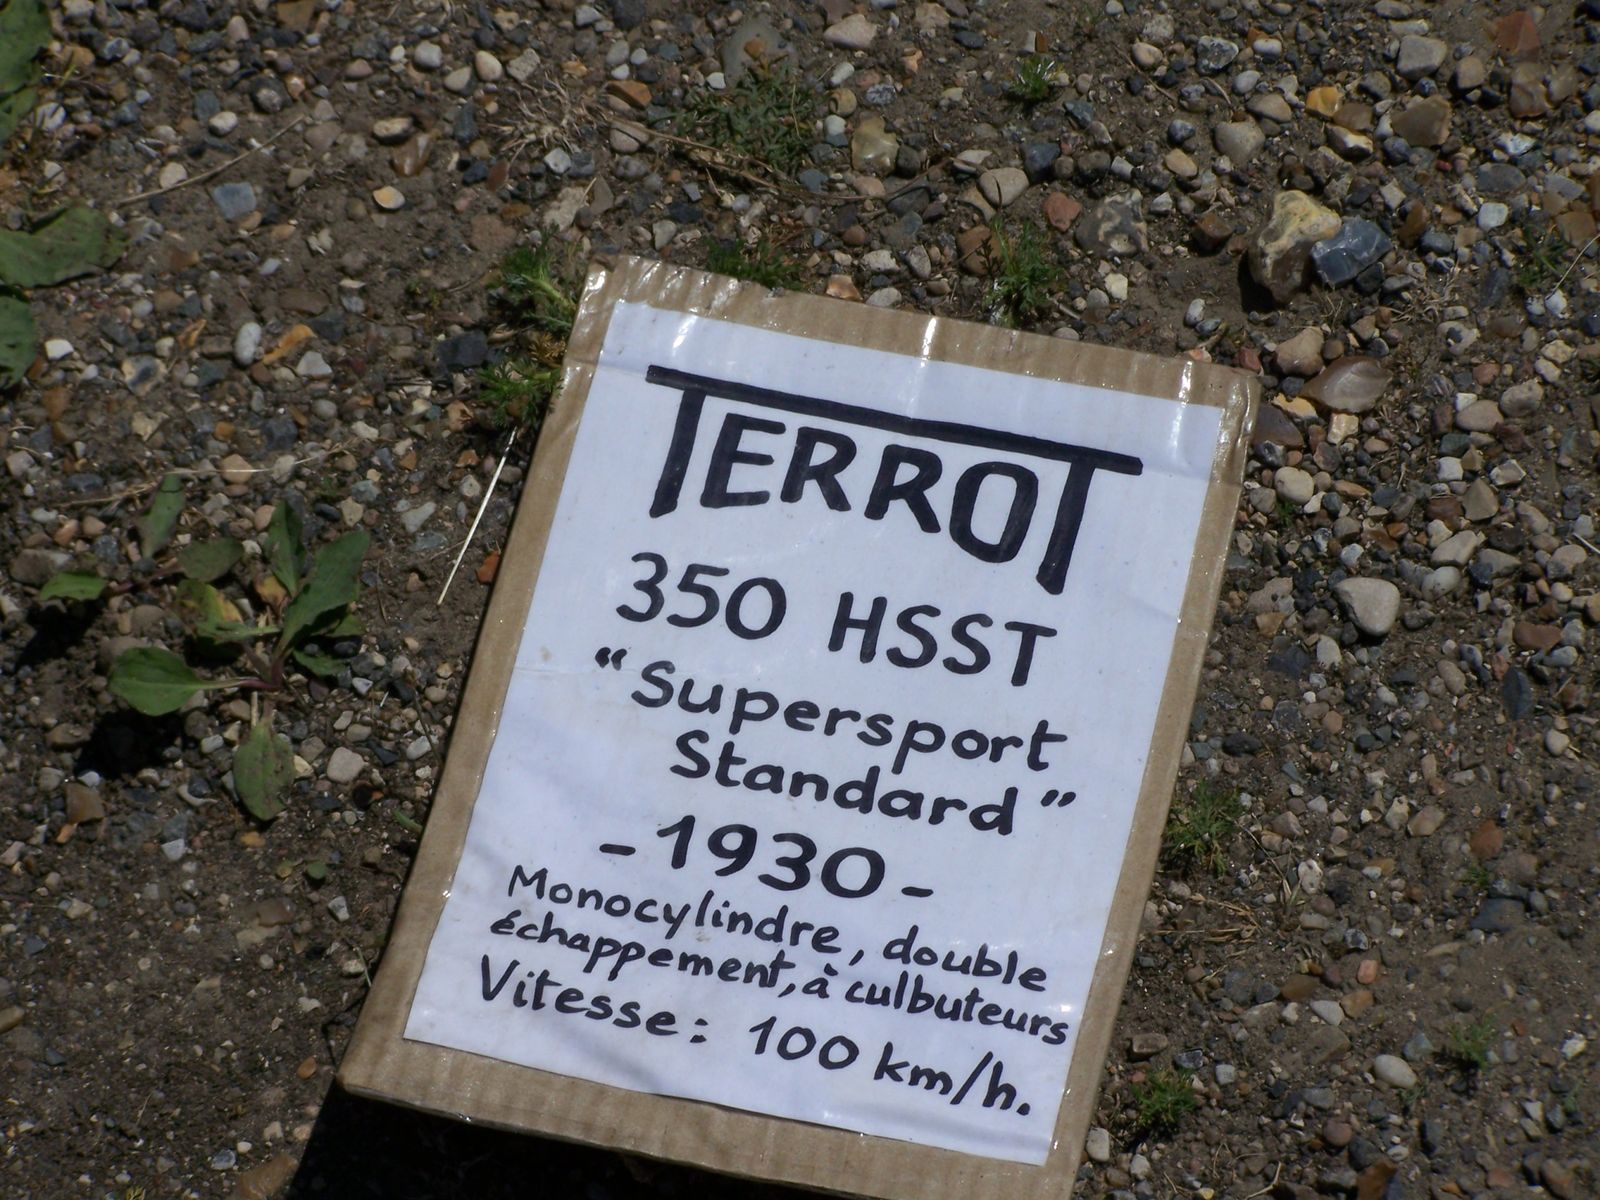 TERROT
350 HSST
“Supersport
Standard”
- 1930 -
Monocylindre, double
échappement, à culbuteurs
Vitesse : 100 km/h.